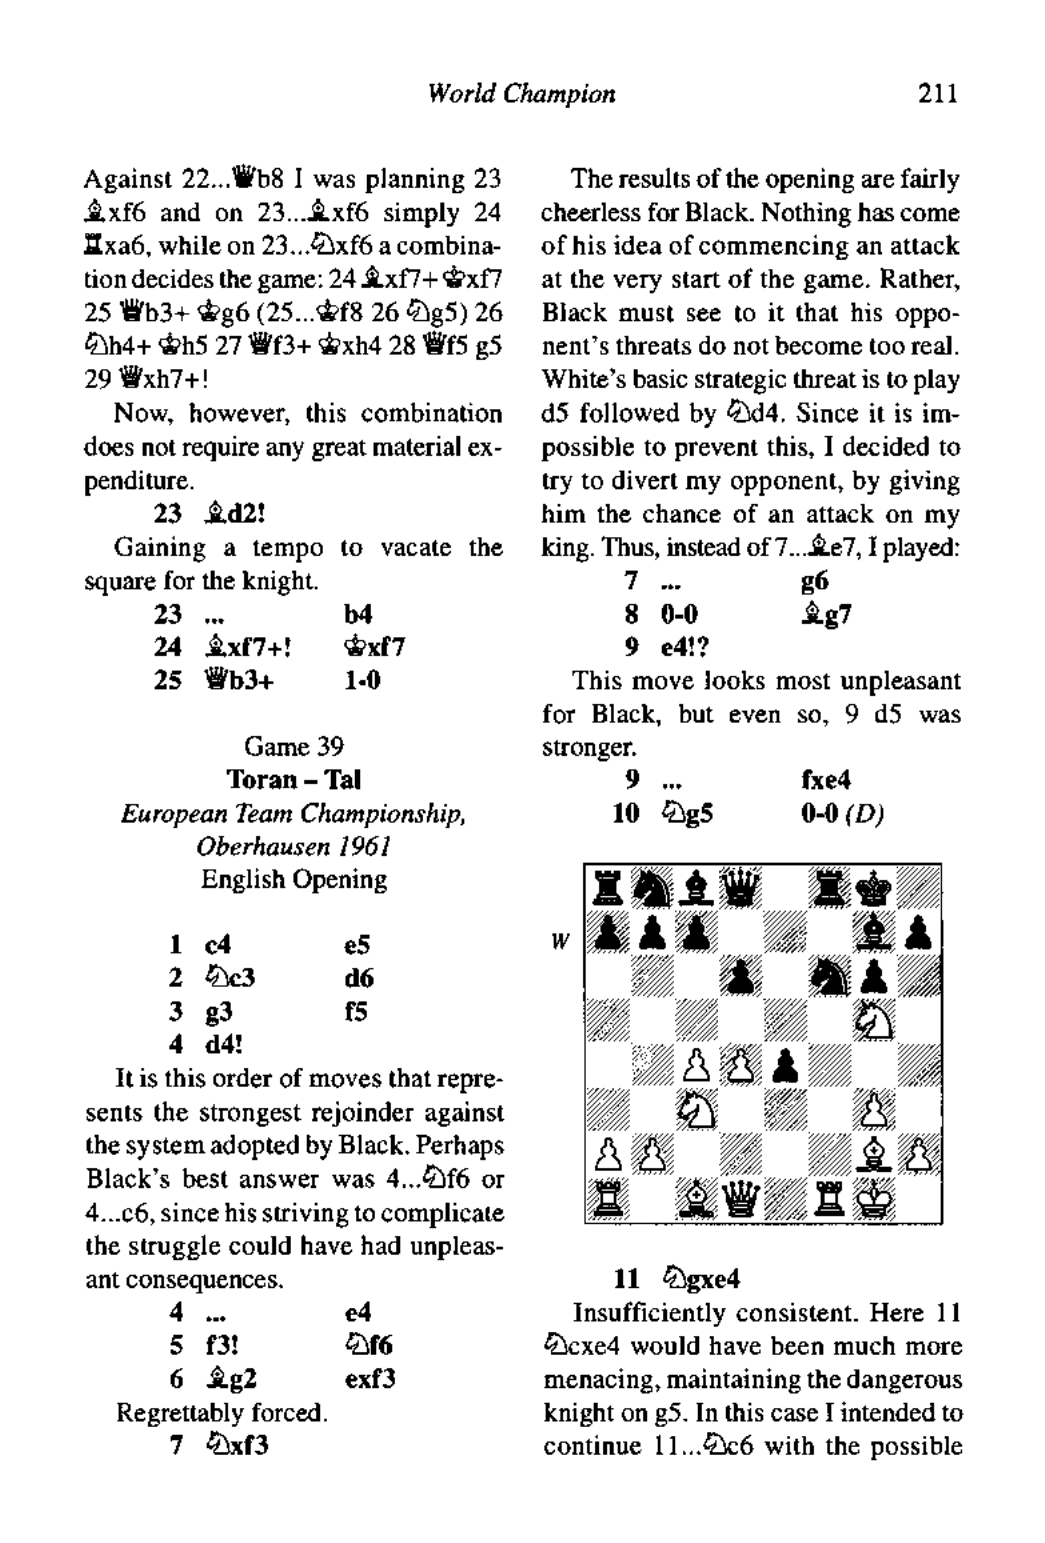 World Champion 211
Against 22...♛b8 I was planning 23
♗xf6 and on 23...♗xf6 simply 24
♖xa6, while on 23...♘xf6 a combina-
tion decides the game: 24 ♗xf7+ ♔xf7
25 ♕b3+ ♔g6 (25...♔f8 26 ♘g5) 26
♘h4+ ♔h5 27 ♕f3+ ♔xh4 28 ♕f5 g5
29 ♕xh7+!
Now, however, this combination
does not require any great material ex-
penditure.
23 ♗d2!
Gaining a tempo to vacate the
square for the knight.
23 ... b4
24 ♗xf7+! ♔xf7
25 ♕b3+ 1-0
Game 39
Toran – Tal
European Team Championship,
Oberhausen 1961
English Opening
1 c4 e5
2 ♘c3 d6
3 g3 f5
4 d4!
It is this order of moves that repre-
sents the strongest rejoinder against
the system adopted by Black. Perhaps
Black's best answer was 4...♘f6 or
4...c6, since his striving to complicate
the struggle could have had unpleas-
ant consequences.
4 ... e4
5 f3! ♘f6
6 ♗g2 exf3
Regrettably forced.
7 ♘xf3
The results of the opening are fairly
cheerless for Black. Nothing has come
of his idea of commencing an attack
at the very start of the game. Rather,
Black must see to it that his oppo-
nent's threats do not become too real.
White's basic strategic threat is to play
d5 followed by ♘d4. Since it is im-
possible to prevent this, I decided to
try to divert my opponent, by giving
him the chance of an attack on my
king. Thus, instead of 7...♗e7, I played:
7 ... g6
8 0-0 ♗g7
9 e4!?
This move looks most unpleasant
for Black, but even so, 9 d5 was
stronger.
9 ... fxe4
10 ♘g5 0-0 (D)
W
11 ♘gxe4
Insufficiently consistent. Here 11
♘cxe4 would have been much more
menacing, maintaining the dangerous
knight on g5. In this case I intended to
continue 11...♘c6 with the possible